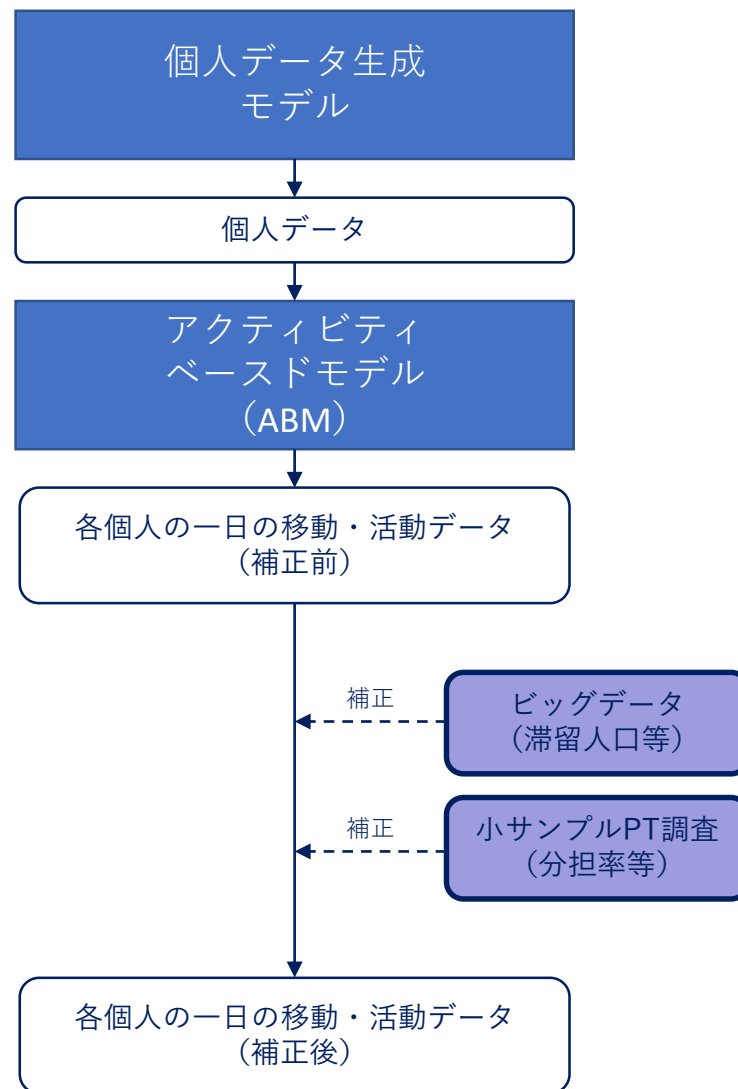 個人データ生成
モデル
個人データ
アクティビティ
ベースドモデル
（ABM）
各個人の一日の移動・活動データ
（補正前）
補正
ビッグデータ
（滞留人口等）
補正
小サンプルPT調査
（分担率等）
各個人の一日の移動・活動データ
（補正後）